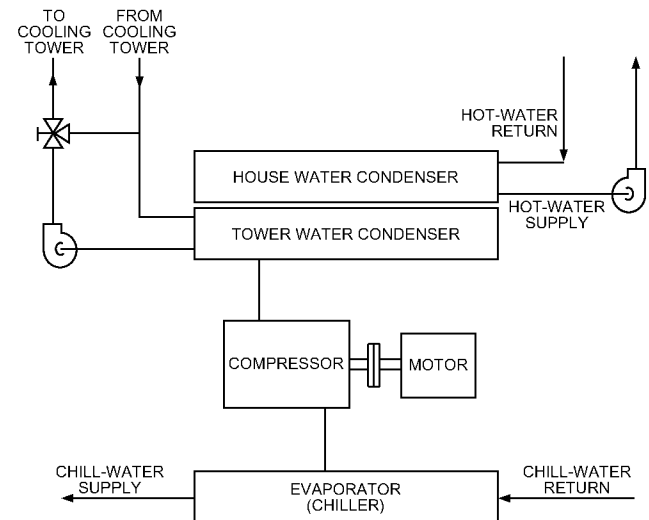 TO
COOLING
TOWER
FROM
COOLING
TOWER
HOT-WATER
RETURN
HOUSE WATER CONDENSER
HOT-WATER
SUPPLY
TOWER WATER CONDENSER
COMPRESSOR
MOTOR
CHILL-WATER
SUPPLY
EVAPORATOR
(CHILLER)
CHILL-WATER
RETURN